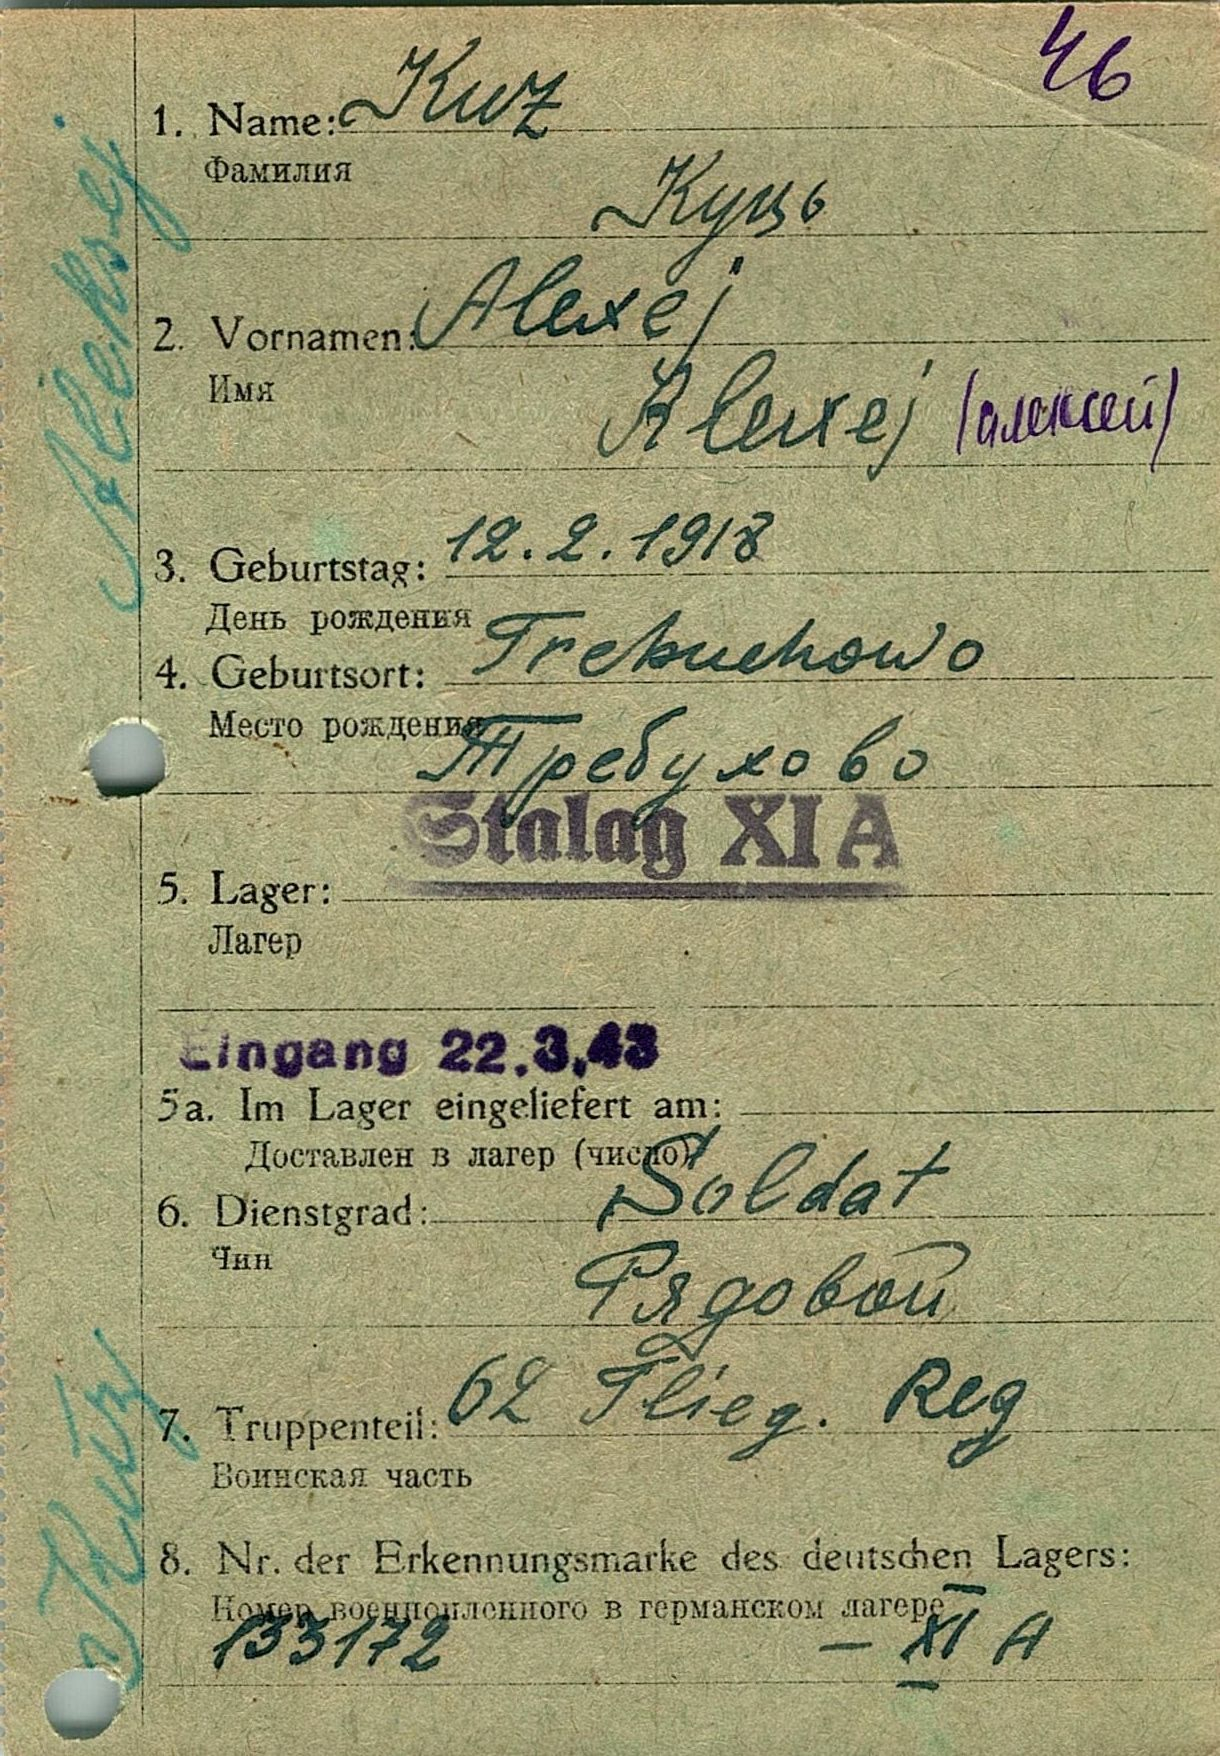 46
1. Name: Kuz
Фамилия
Куць
2. Vornamen: Alexej
Имя
Alexej (алексей)
3. Geburtstag: 12.2.1918
День рождения
4. Geburtsort: Trebuchowo
Место рождения
Требухово
Stalag XI A
5. Lager:
Лагер
Eingang 22.3.43
5a. Im Lager eingeliefert am:
Доставлен в лагер (число)
6. Dienstgrad: Soldat
Чин
Рядовой
7. Truppenteil: 62 Flieg. Reg
Воинская часть
8. Nr. der Erkennungsmarke des deutschen Lagers:
Номер военнопленного в германском лагере
133172 – XI A
Aleksej
Kuz